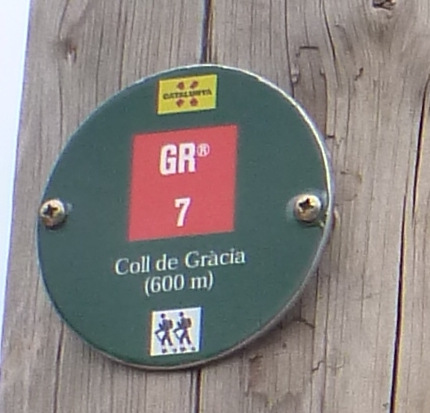 CATALUNYA
GR®
7
Coll de Gràcia
(600 m)